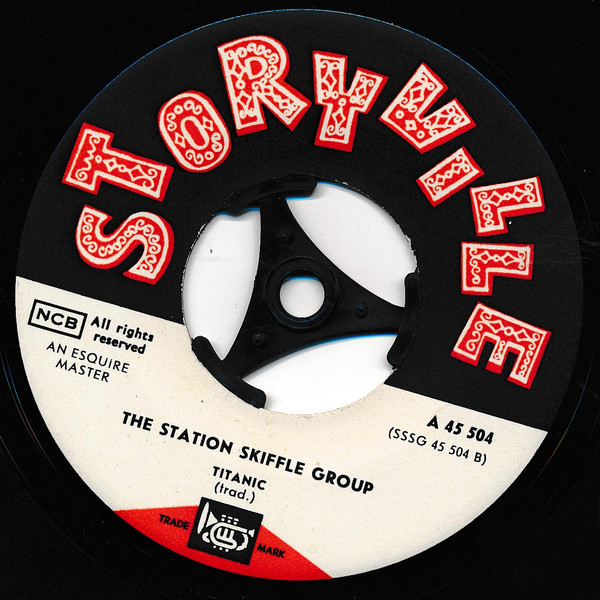 STORYVILLE
NCB
All rights
reserved
AN ESQUIRE
MASTER
A 45 504
(SSSG 45 504 B)
THE STATION SKIFFLE GROUP
TITANIC
(trad.)
TRADE MARK